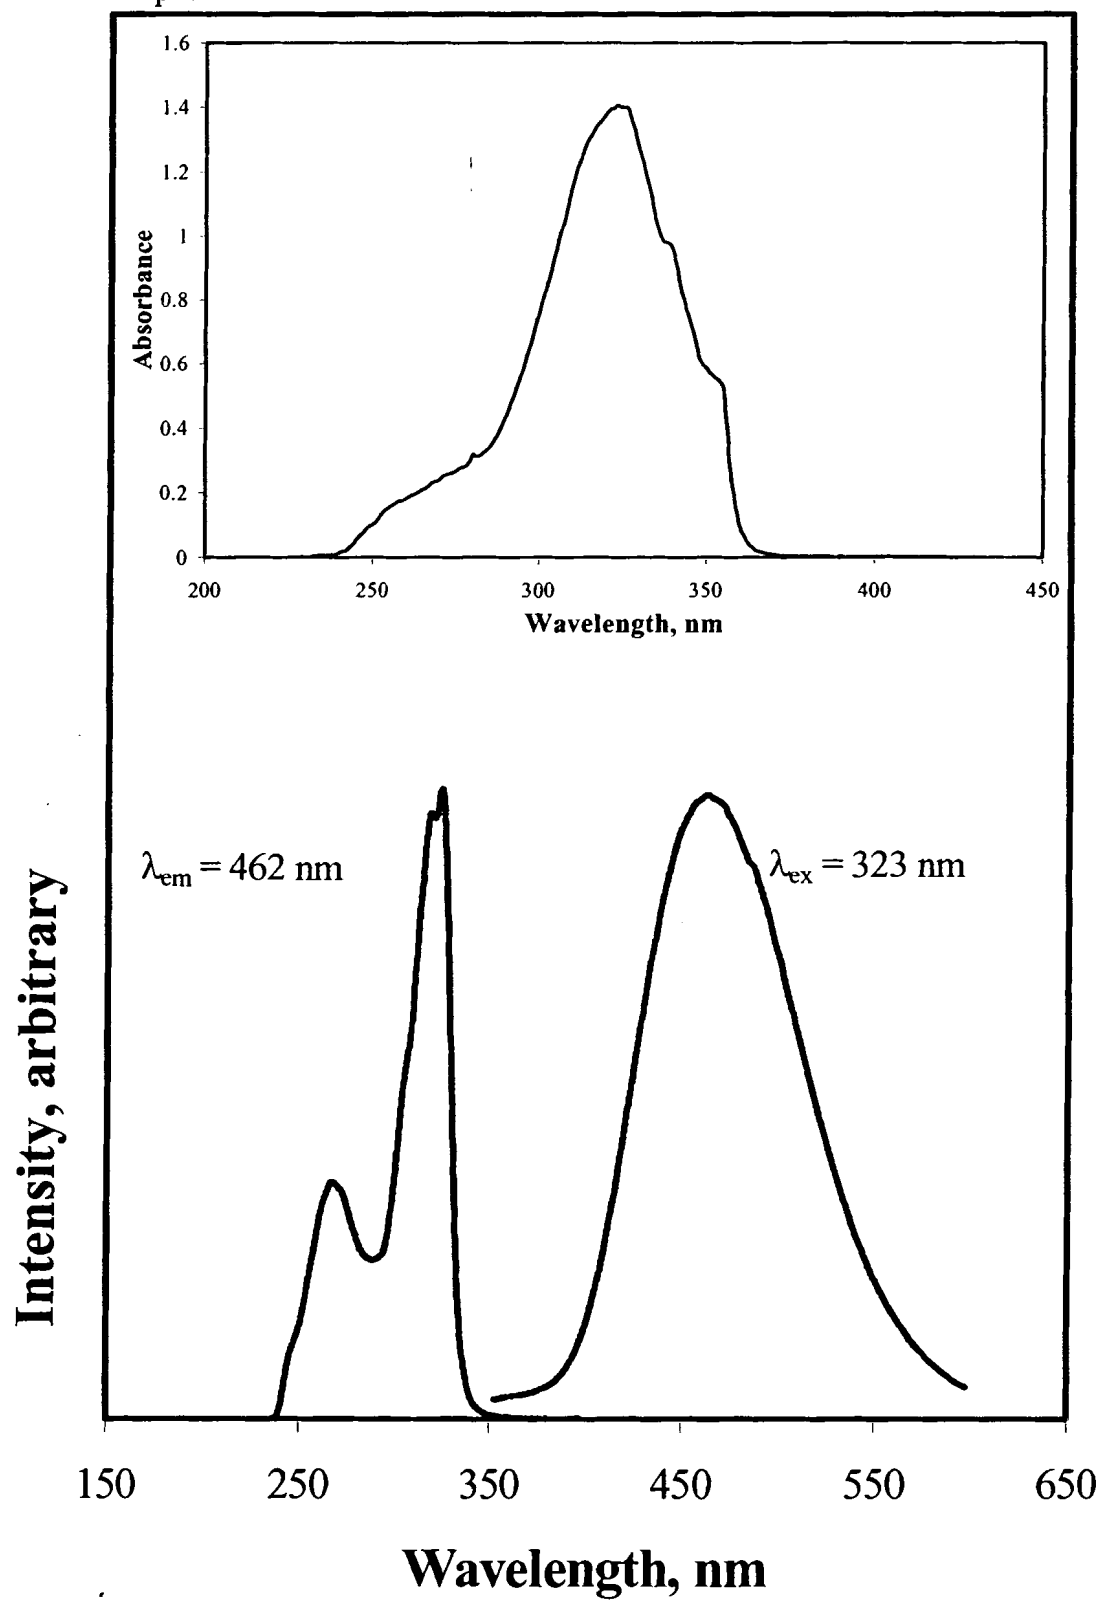 1.6
1.4
1.2
1
0.8
0.6
0.4
0.2
0
Absorbance
200 250 300 350 400 450
Wavelength, nm
λem = 462 nm
λex = 323 nm
Intensity, arbitrary
150 250 350 450 550 650
Wavelength, nm